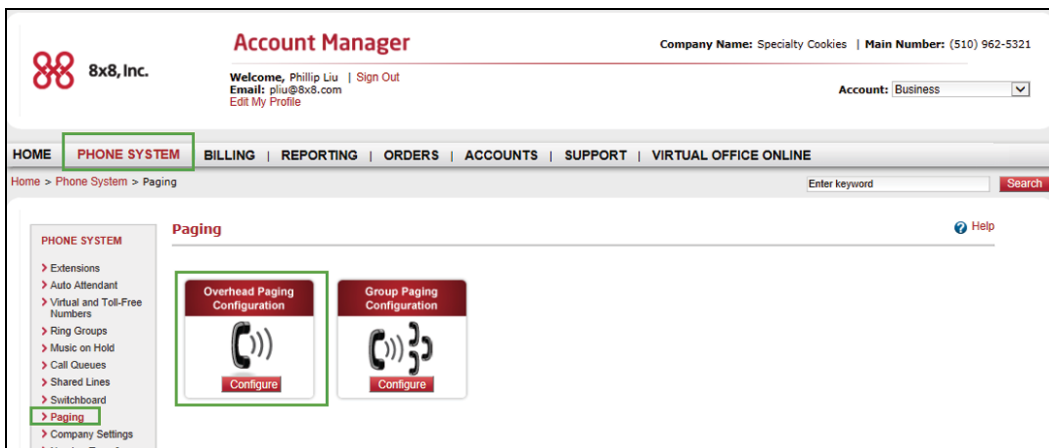 Account Manager
Company Name: Specialty Cookies | Main Number: (510) 962-5321
8x8, Inc.
Welcome, Phillip Liu | Sign Out
Email: pliu@8x8.com
Edit My Profile
Account: Business
HOME PHONE SYSTEM BILLING | REPORTING | ORDERS | ACCOUNTS | SUPPORT | VIRTUAL OFFICE ONLINE
Home > Phone System > Paging
Enter keyword Search
PHONE SYSTEM
Extensions
Auto Attendant
Virtual and Toll-Free
Numbers
Ring Groups
Music on Hold
Call Queues
Shared Lines
Switchboard
Paging
Company Settings
Paging
Help
Overhead Paging
Configuration
Configure
Group Paging
Configuration
Configure